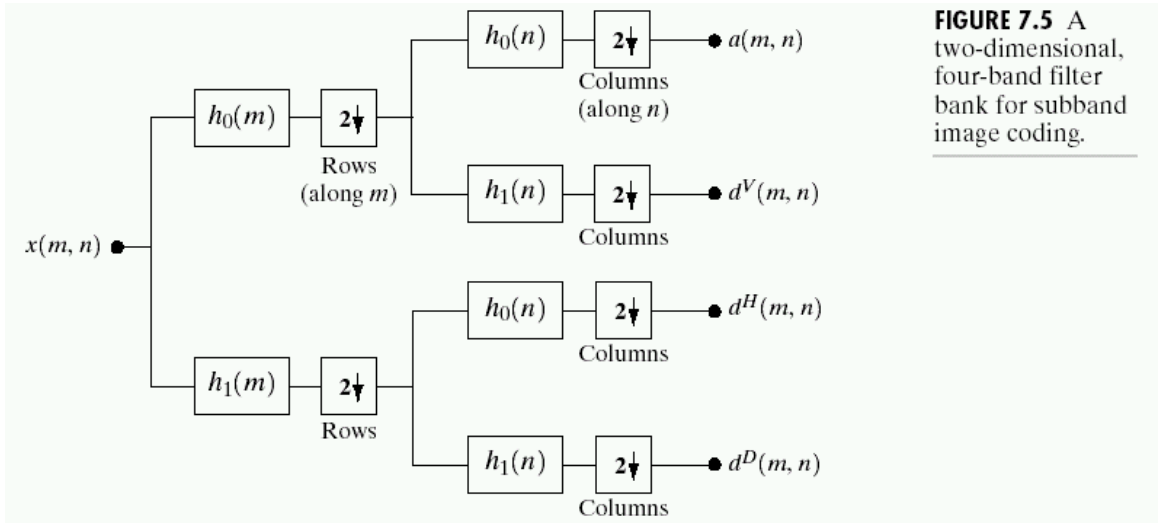 h₀(n)
2↓
a(m, n)
Columns
(along n)
h₀(m)
2↓
Rows
(along m)
h₁(n)
2↓
dⱽ(m, n)
Columns
x(m, n)
h₀(n)
2↓
dᴴ(m, n)
Columns
h₁(m)
2↓
Rows
h₁(n)
2↓
dᴰ(m, n)
Columns
FIGURE 7.5 A
two-dimensional,
four-band filter
bank for subband
image coding.